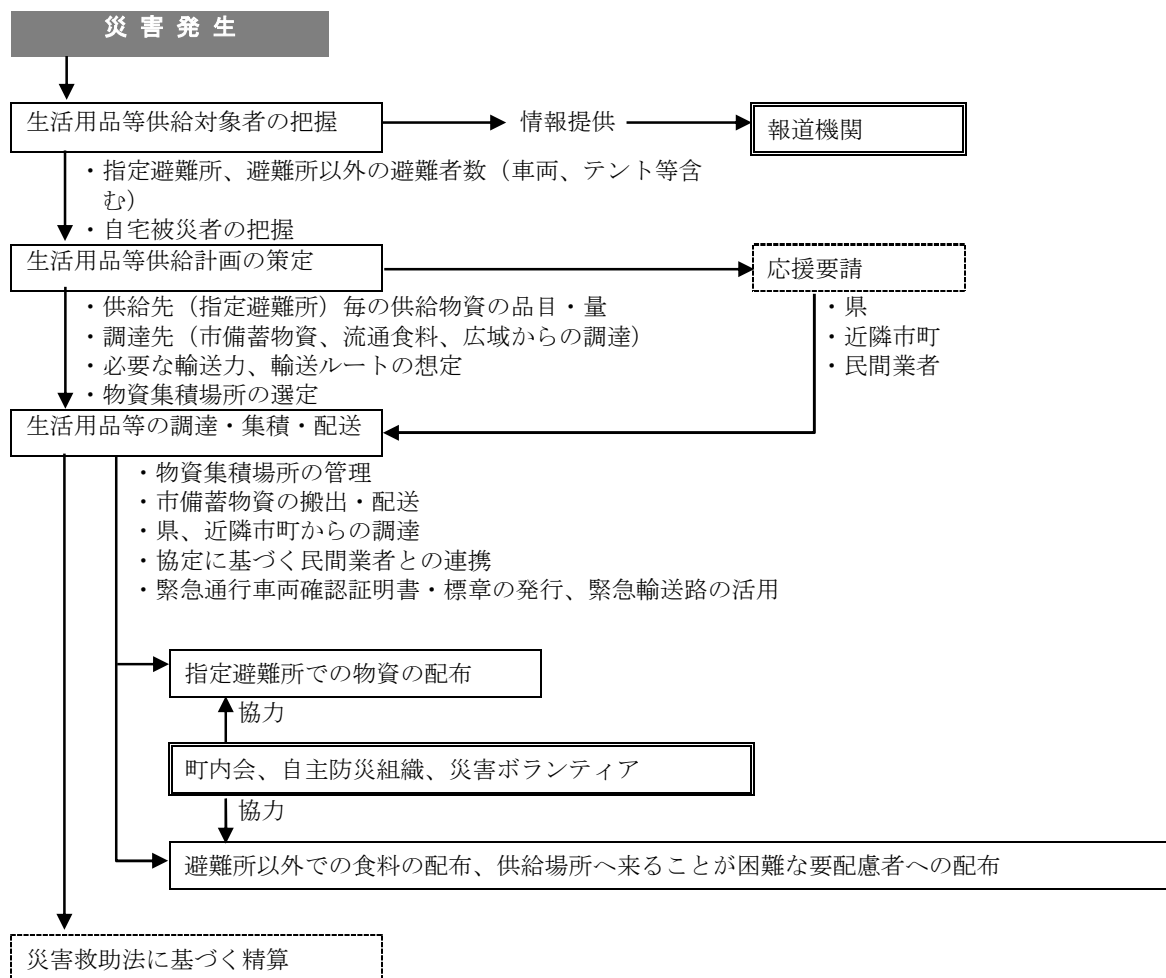 災害発生
生活用品等供給対象者の把握
情報提供
報道機関
・指定避難所、避難所以外の避難者数（車両、テント等含
む）
・自宅被災者の把握
生活用品等供給計画の策定
応援要請
・供給先（指定避難所）毎の供給物資の品目・量
・調達先（市備蓄物資、流通食料、広域からの調達）
・必要な輸送力、輸送ルートの想定
・物資集積場所の選定
・県
・近隣市町
・民間業者
生活用品等の調達・集積・配送
・物資集積場所の管理
・市備蓄物資の搬出・配送
・県、近隣市町からの調達
・協定に基づく民間業者との連携
・緊急通行車両確認証明書・標章の発行、緊急輸送路の活用
指定避難所での物資の配布
協力
町内会、自主防災組織、災害ボランティア
協力
避難所以外での食料の配布、供給場所へ来ることが困難な要配慮者への配布
災害救助法に基づく精算